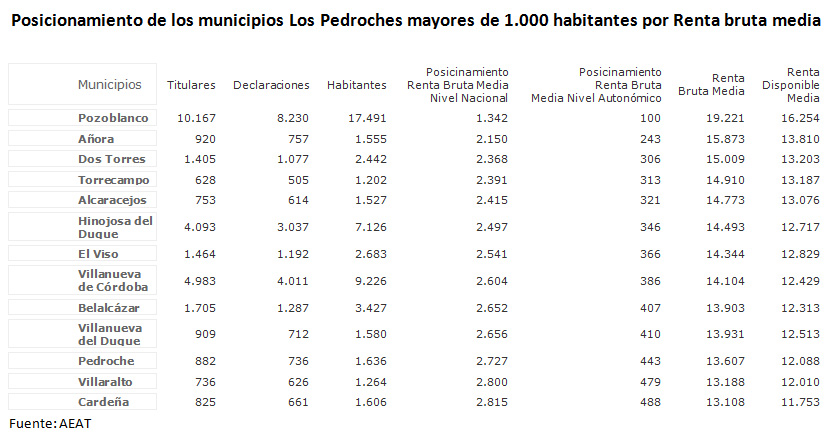 Posicionamiento de los municipios Los Pedroches mayores de 1.000 habitantes por Renta bruta media
Municipios Titulares Declaraciones Habitantes Posicinamiento Renta Bruta Media Nivel Nacional Posicinamiento Renta Bruta Media Nivel Autonómico Renta Bruta Media Renta Disponible Media
Pozoblanco 10.167 8.230 17.491 1.342 100 19.221 16.254
Añora 920 757 1.555 2.150 243 15.873 13.810
Dos Torres 1.405 1.077 2.442 2.368 306 15.009 13.203
Torrecampo 628 505 1.202 2.391 313 14.910 13.187
Alcaracejos 753 614 1.527 2.415 321 14.773 13.076
Hinojosa del Duque 4.093 3.037 7.126 2.497 346 14.493 12.717
El Viso 1.464 1.192 2.683 2.541 366 14.344 12.829
Villanueva de Córdoba 4.983 4.011 9.226 2.604 386 14.104 12.429
Belalcázar 1.705 1.287 3.427 2.652 407 13.903 12.313
Villanueva del Duque 909 712 1.580 2.656 410 13.931 12.513
Pedroche 882 736 1.636 2.727 443 13.607 12.088
Villaralto 736 626 1.264 2.800 479 13.188 12.010
Cardeña 825 661 1.606 2.815 488 13.108 11.753
Fuente: AEAT